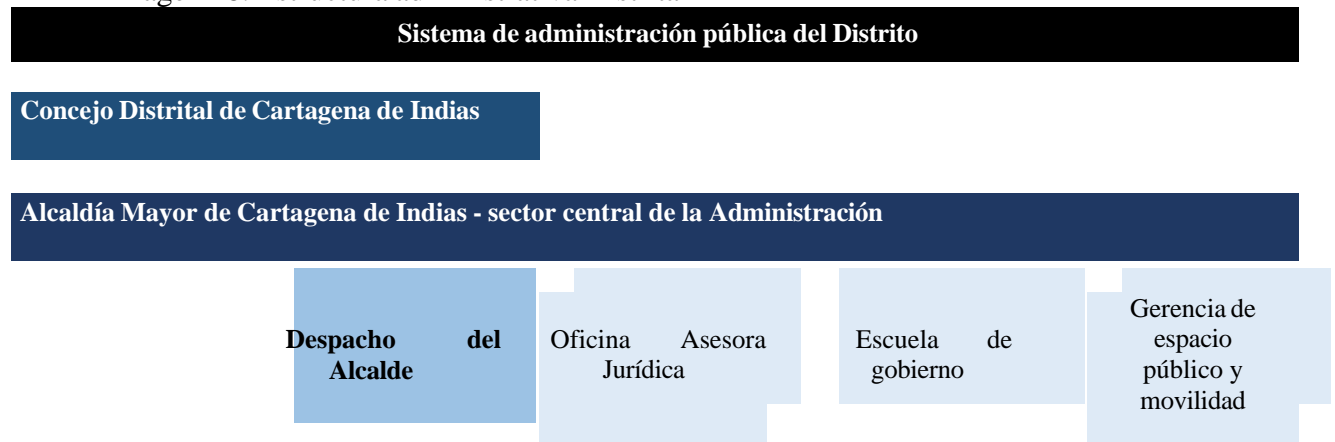 Sistema de administración pública del Distrito
Concejo Distrital de Cartagena de Indias
Alcaldía Mayor de Cartagena de Indias - sector central de la Administración
Despacho del
Alcalde
Oficina Asesora
Jurídica
Escuela de
gobierno
Gerencia de
espacio
público y
movilidad